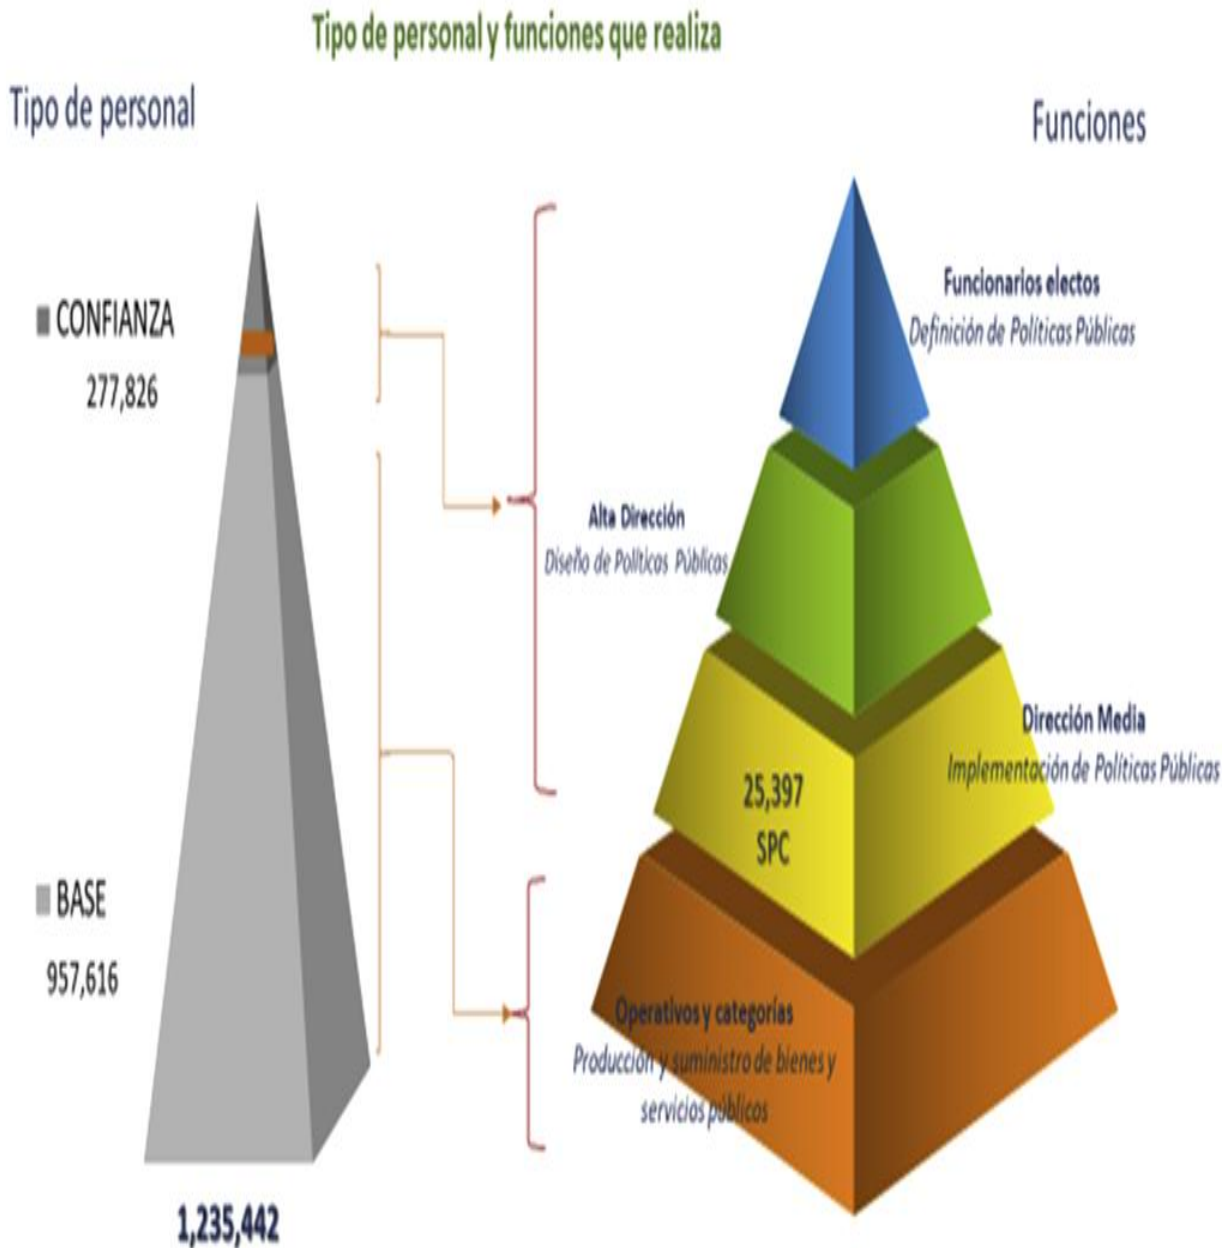 Tipo de personal y funciones que realiza
Tipo de personal
Funciones
CONFIANZA
277,826
Funcionarios electos
Definición de Políticas Públicas
Alta Dirección
Diseño de Políticas Públicas
Dirección Media
Implementación de Políticas Públicas
25,397
SPC
BASE
957,616
Operativos y categorías
Producción y suministro de bienes y
servicios públicos
1,235,442